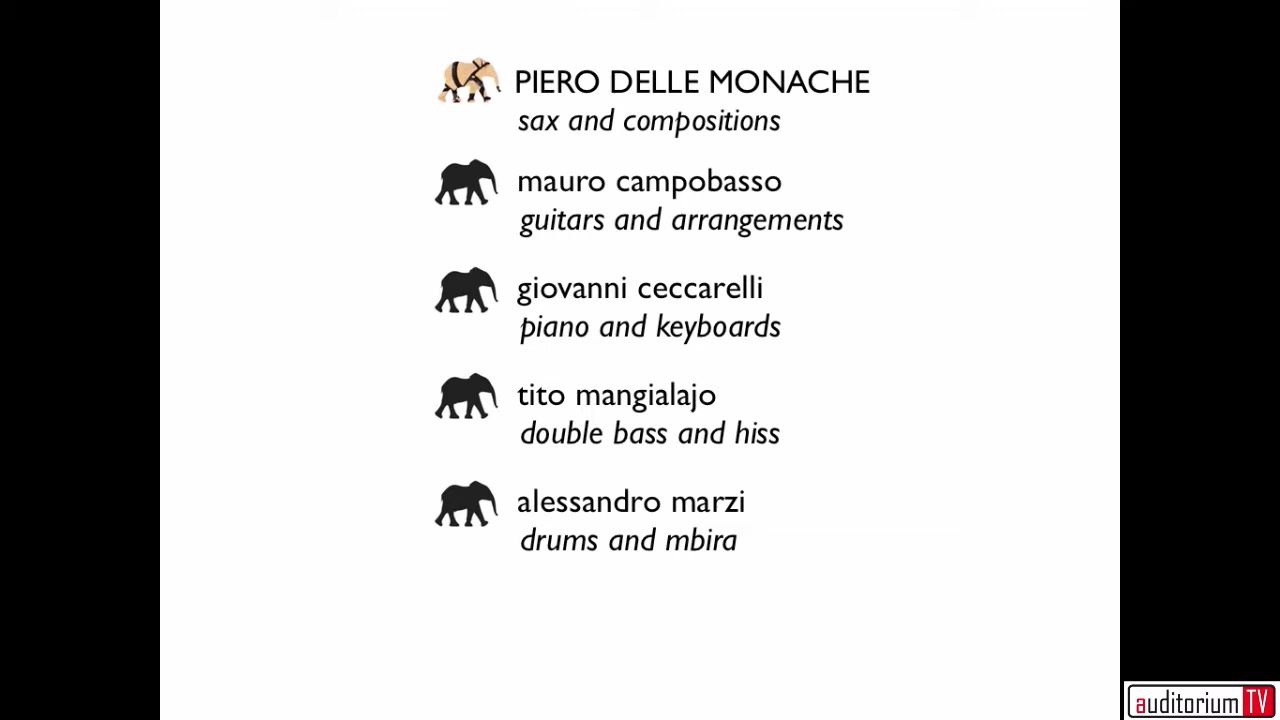 PIERO DELLE MONACHE
sax and compositions
mauro campobasso
guitars and arrangements
giovanni ceccarelli
piano and keyboards
tito mangialajo
double bass and hiss
alessandro marzi
drums and mbira
auditorium TV